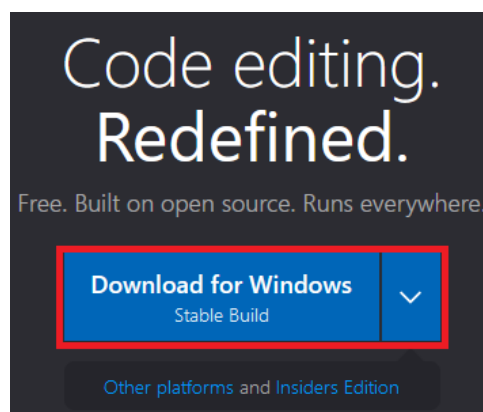 Code editing.
Redefined.
Free. Built on open source. Runs everywhere.
Download for Windows
Stable Build
Other platforms and Insiders Edition